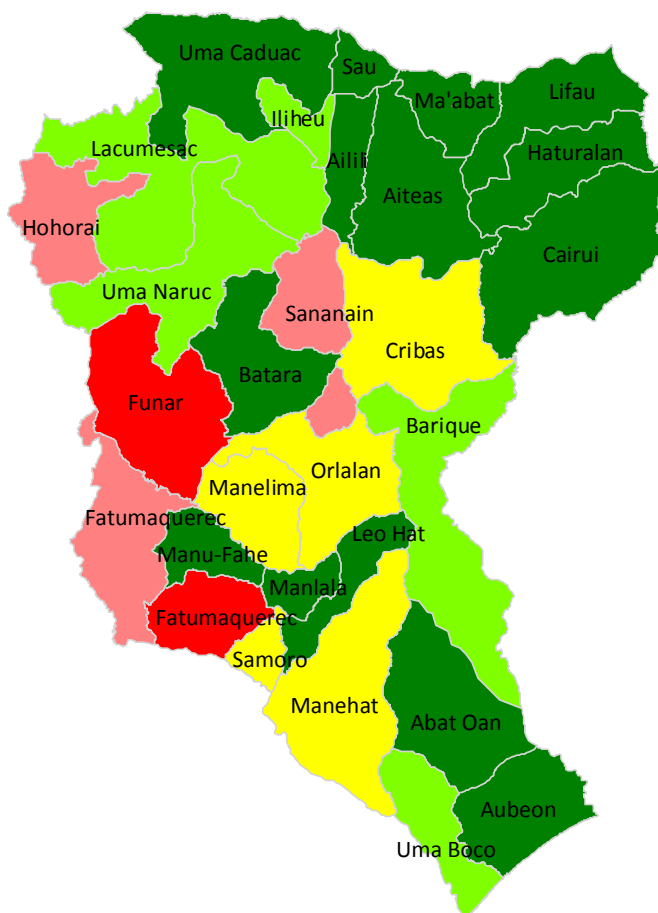 Uma Caduac
Sau
Ma'abat
Lifau
Iliheu
Lacumesac
Ailili
Haturalan
Aiteas
Hohorai
Cairui
Uma Naruc
Sananain
Cribas
Batara
Funar
Barique
Orlalan
Manelima
Fatumaquerec
Leo Hat
Manu-Fahe
Manlala
Fatumaquerec
Samoro
Manehat
Abat Oan
Aubeon
Uma Boco